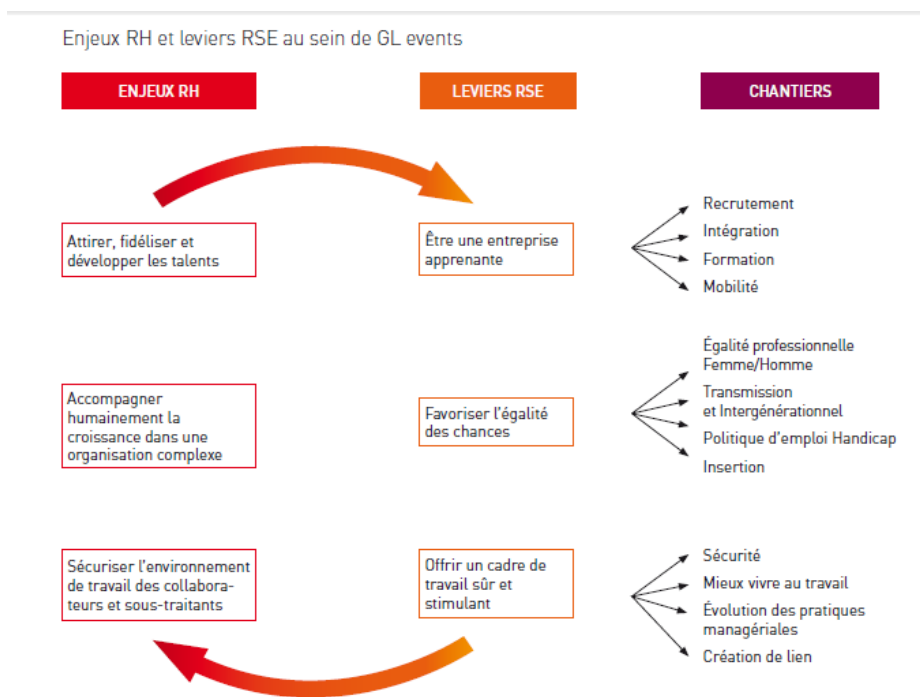 Enjeux RH et leviers RSE au sein de GL events
ENJEUX RH
LEVIERS RSE
CHANTIERS
Attirer, fidéliser et
développer les talents
Être une entreprise
apprenante
Recrutement
Intégration
Formation
Mobilité
Accompagner
humainement la
croissance dans une
organisation complexe
Favoriser l'égalité
des chances
Égalité professionnelle
Femme/Homme
Transmission
et Intergénérationnel
Politique d'emploi Handicap
Insertion
Sécuriser l'environnement
de travail des collabora-
teurs et sous-traitants
Offrir un cadre de
travail sûr et
stimulant
Sécurité
Mieux vivre au travail
Évolution des pratiques
managériales
Création de lien